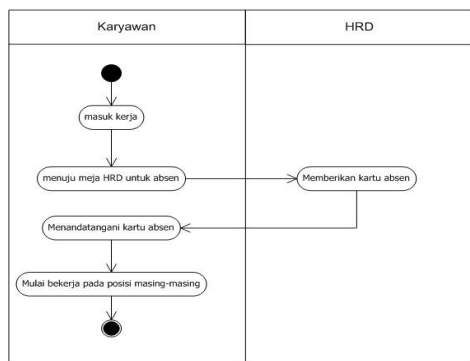 Karyawan
HRD
masuk kerja
menuju meja HRD untuk absen
Memberikan kartu absen
Menandatangani kartu absen
Mulai bekerja pada posisi masing-masing